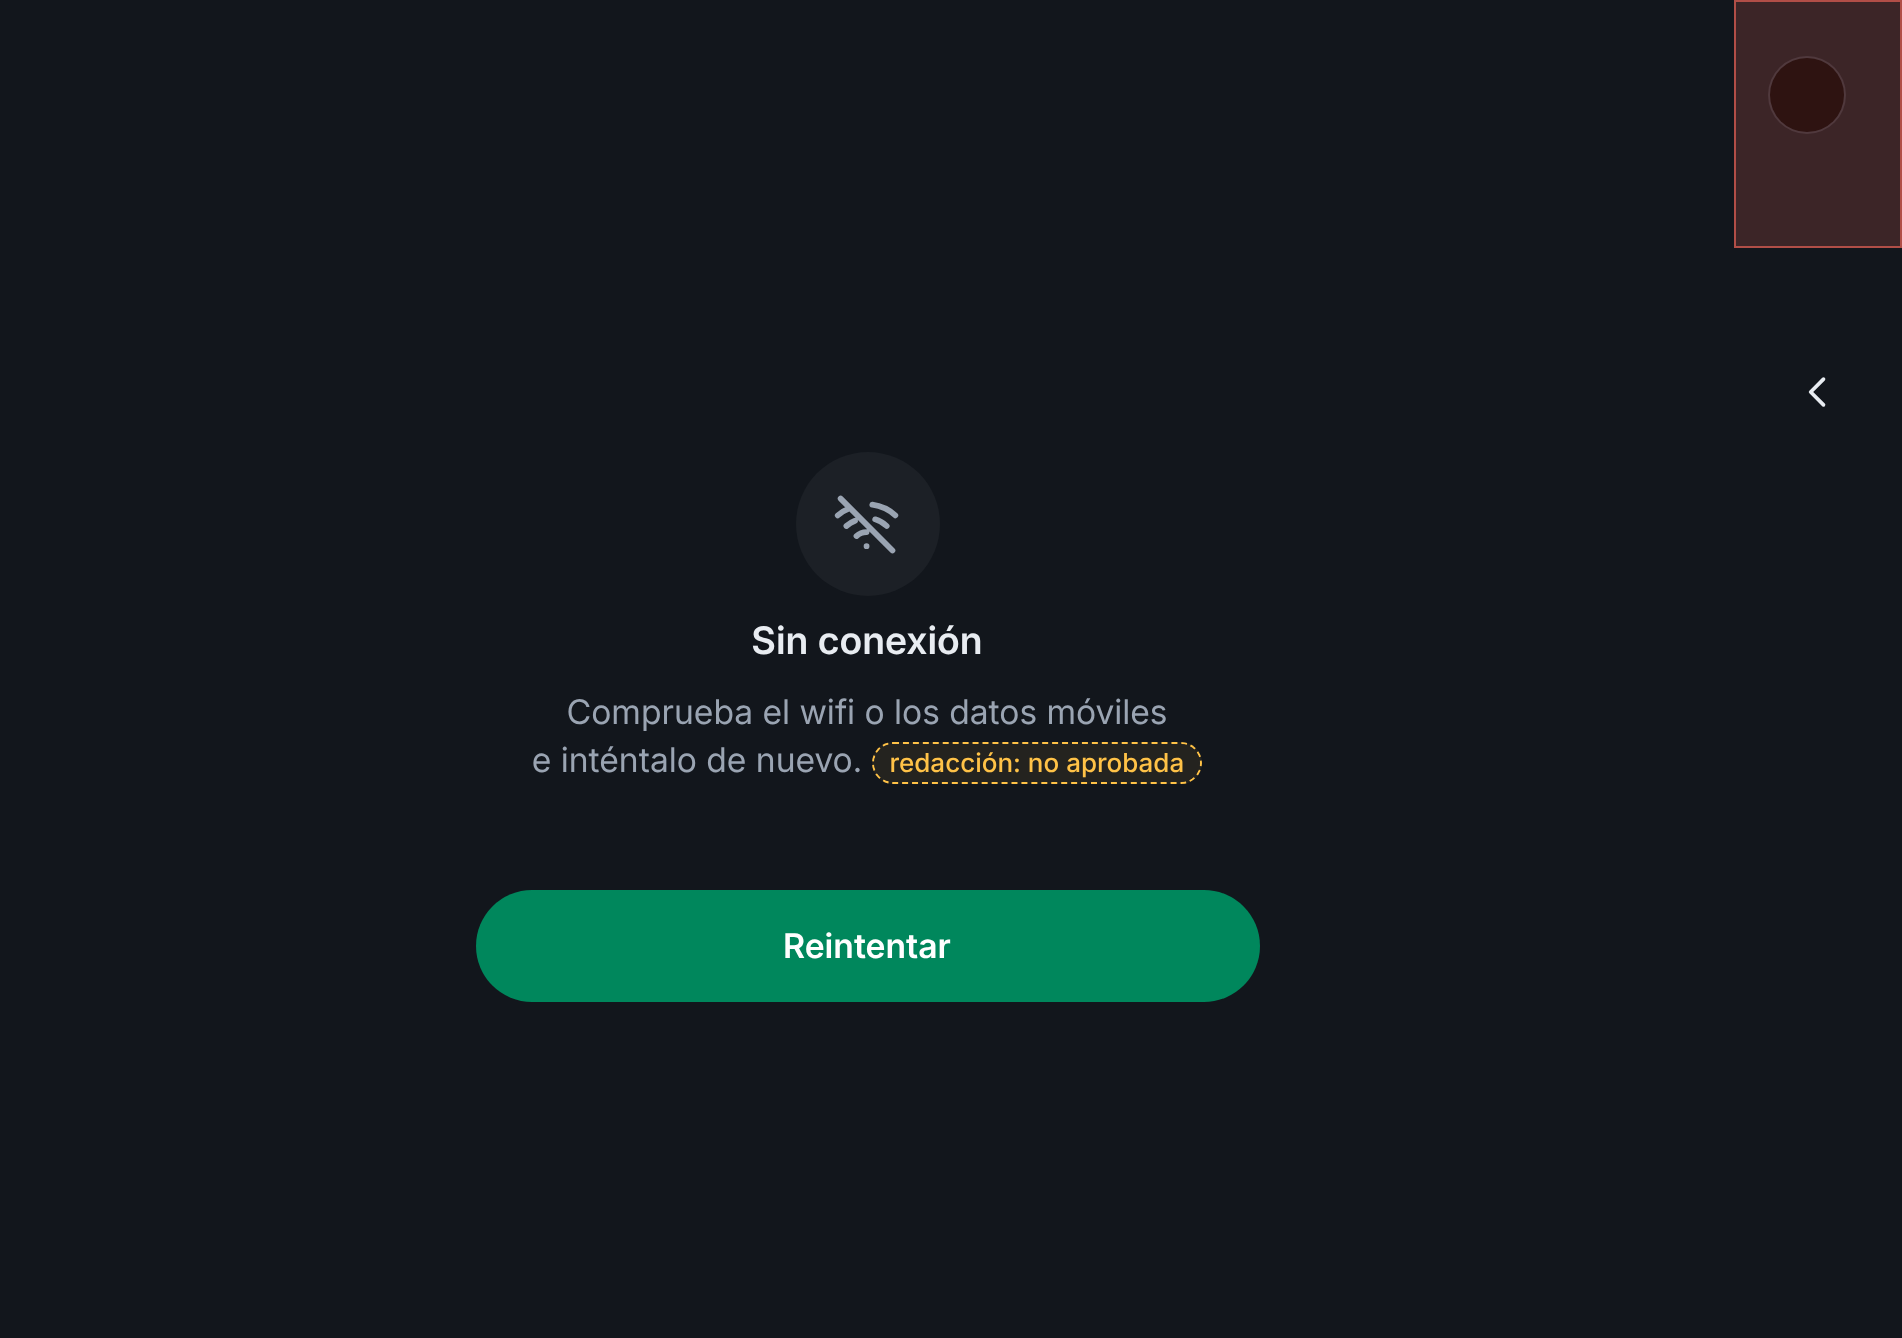 Sin conexión
Comprueba el wifi o los datos móviles
e inténtalo de nuevo. redacción: no aprobada
Reintentar